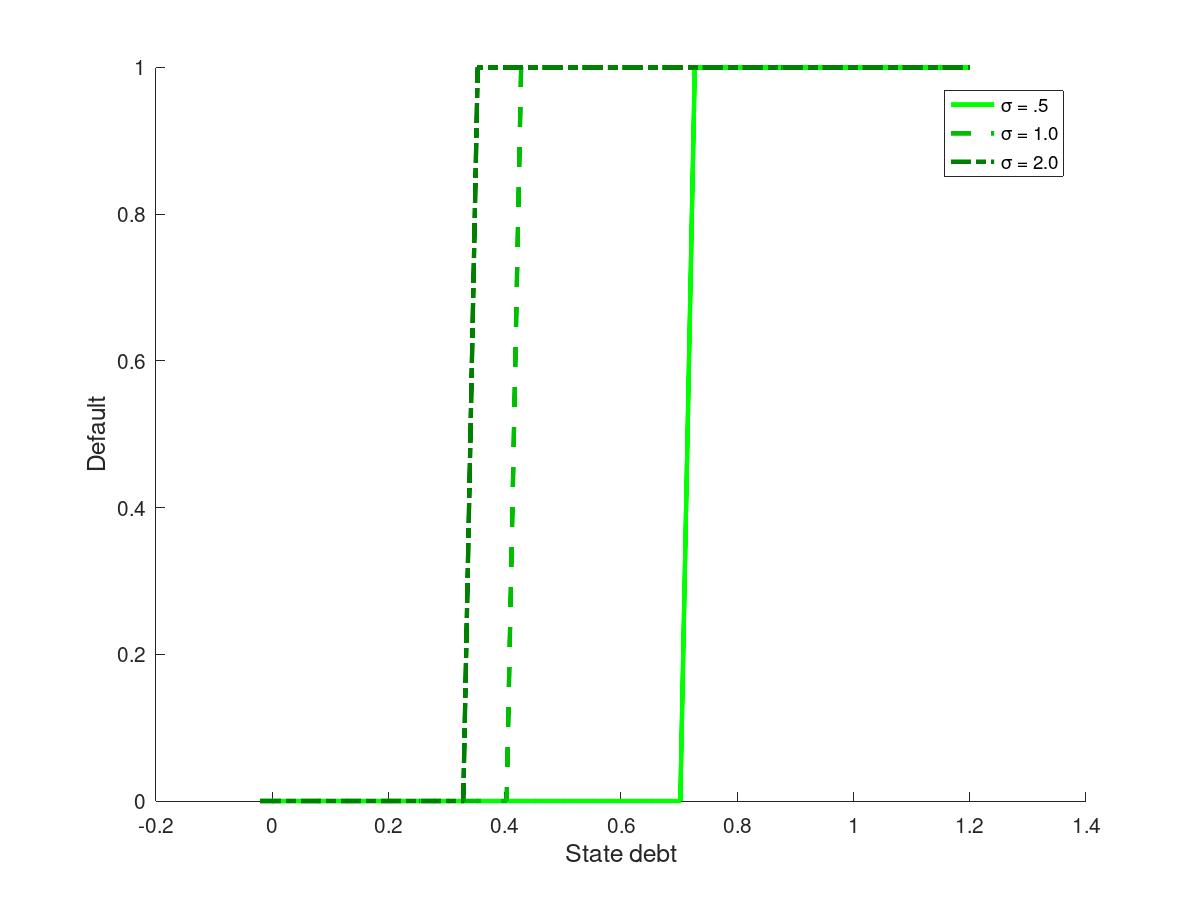 1
0.8
0.6
0.4
0.2
0
Default
-0.2 0 0.2 0.4 0.6 0.8 1 1.2 1.4
State debt
σ = .5
σ = 1.0
σ = 2.0